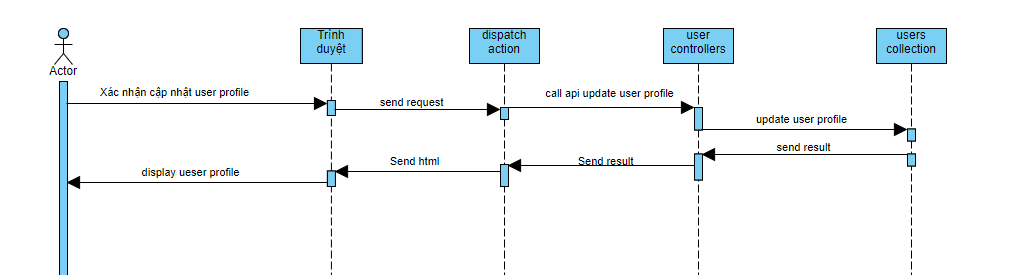 Trình
duyệt
dispatch
action
user
controllers
users
collection
Actor
Xác nhận cập nhật user profile
send request
call api update user profile
update user profile
send result
Send result
Send html
display ueser profile